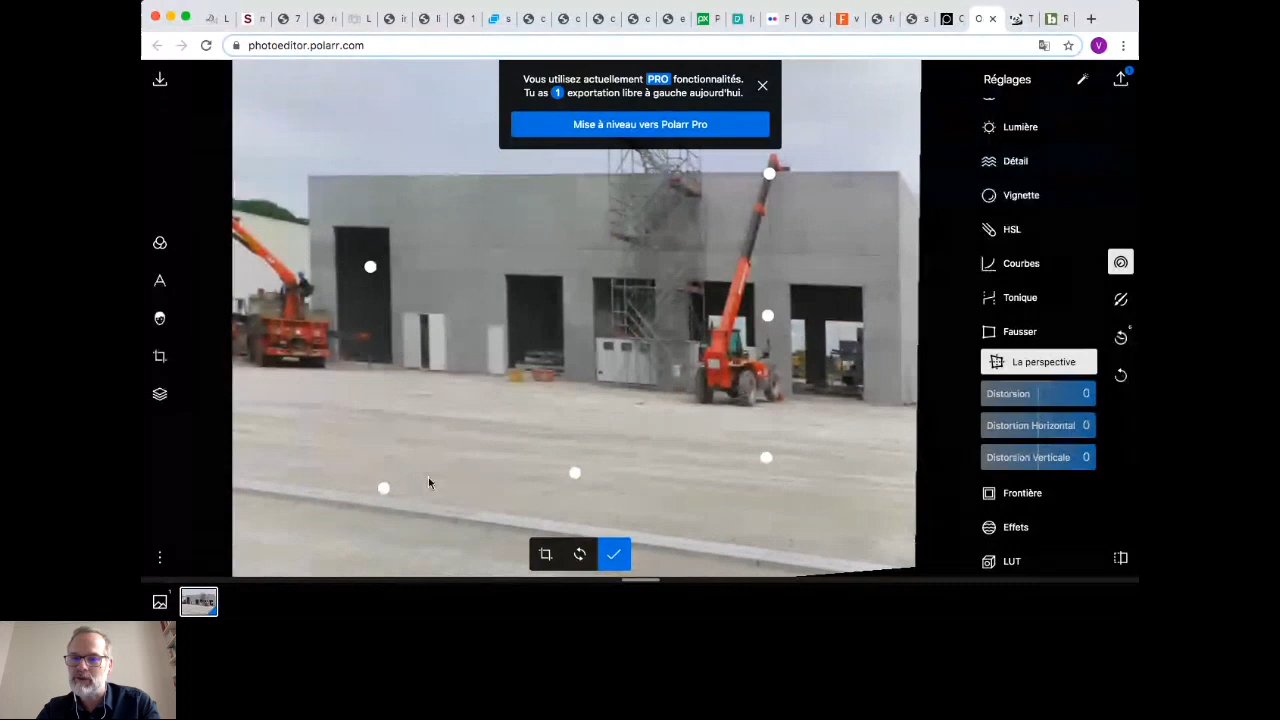 photoeditor.polarr.com
V
Vous utilisez actuellement PRO fonctionnalités.
Tu as 1 exportation libre à gauche aujourd'hui.
Mise à niveau vers Polarr Pro
Réglages
Lumière
Détail
Vignette
HSL
Courbes
Tonique
Fausser
La perspective
Distorsion 0
Distortion Horizontal 0
Distorsion Verticale 0
Frontière
Effets
LUT